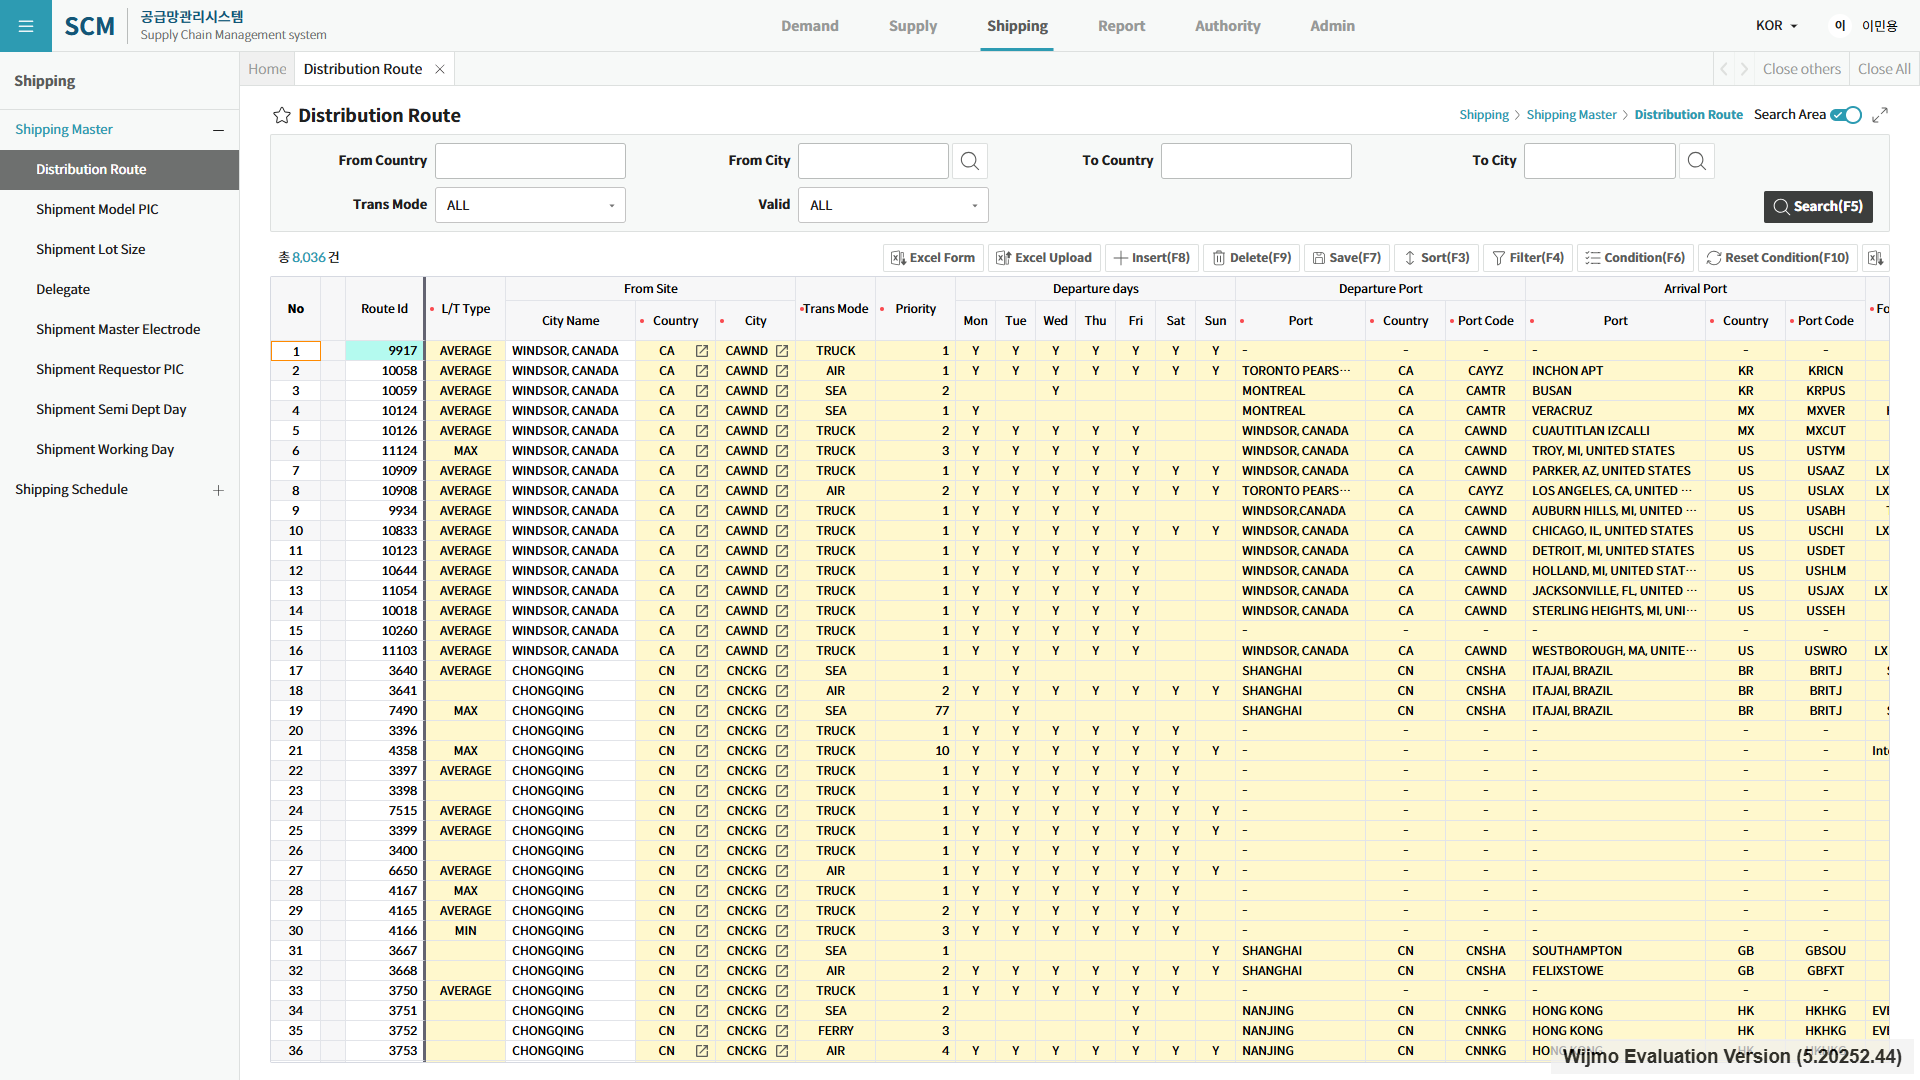 SCM 공급망관리시스템 Supply Chain Management system
Demand Supply Shipping Report Authority Admin
KOR 이 이민용
Shipping
Home Distribution Route Close others Close All
Shipping Master
Distribution Route
Shipment Model PIC
Shipment Lot Size
Delegate
Shipment Master Electrode
Shipment Requestor PIC
Shipment Semi Dept Day
Shipment Working Day
Shipping Schedule
Distribution Route
Shipping > Shipping Master > Distribution Route Search Area
From Country From City To Country To City
Trans Mode ALL Valid ALL Search(F5)
총 8,036 건
Excel Form Excel Upload Insert(F8) Delete(F9) Save(F7) Sort(F3) Filter(F4) Condition(F6) Reset Condition(F10)
No Route Id L/T Type From Site Trans Mode Priority Departure days Departure Port Arrival Port Fo
City Name Country City Mon Tue Wed Thu Fri Sat Sun Port Country Port Code Port Country Port Code
1 9917 AVERAGE WINDSOR, CANADA CA CAWND TRUCK 1 Y Y Y Y Y Y Y - - - - - -
2 10058 AVERAGE WINDSOR, CANADA CA CAWND AIR 1 Y Y Y Y Y Y Y TORONTO PEARS··· CA CAYYZ INCHON APT KR KRICN
3 10059 AVERAGE WINDSOR, CANADA CA CAWND SEA 2 Y MONTREAL CA CAMTR BUSAN KR KRPUS
4 10124 AVERAGE WINDSOR, CANADA CA CAWND SEA 1 Y MONTREAL CA CAMTR VERACRUZ MX MXVER
5 10126 AVERAGE WINDSOR, CANADA CA CAWND TRUCK 2 Y Y Y Y Y WINDSOR, CANADA CA CAWND CUAUTITLAN IZCALLI MX MXCUT
6 11124 MAX WINDSOR, CANADA CA CAWND TRUCK 3 Y Y Y Y Y WINDSOR, CANADA CA CAWND TROY, MI, UNITED STATES US USTYM
7 10909 AVERAGE WINDSOR, CANADA CA CAWND TRUCK 1 Y Y Y Y Y Y Y WINDSOR, CANADA CA CAWND PARKER, AZ, UNITED STATES US USAAZ LX
8 10908 AVERAGE WINDSOR, CANADA CA CAWND AIR 2 Y Y Y Y Y Y Y TORONTO PEARS··· CA CAYYZ LOS ANGELES, CA, UNITED ··· US USLAX LX
9 9934 AVERAGE WINDSOR, CANADA CA CAWND TRUCK 1 Y Y Y Y WINDSOR,CANADA CA CAWND AUBURN HILLS, MI, UNITED ··· US USABH
10 10833 AVERAGE WINDSOR, CANADA CA CAWND TRUCK 1 Y Y Y Y Y Y Y WINDSOR, CANADA CA CAWND CHICAGO, IL, UNITED STATES US USCHI LX
11 10123 AVERAGE WINDSOR, CANADA CA CAWND TRUCK 1 Y Y Y Y Y WINDSOR, CANADA CA CAWND DETROIT, MI, UNITED STATES US USDET
12 10644 AVERAGE WINDSOR, CANADA CA CAWND TRUCK 1 Y Y Y Y Y WINDSOR, CANADA CA CAWND HOLLAND, MI, UNITED STAT··· US USHLM
13 11054 AVERAGE WINDSOR, CANADA CA CAWND TRUCK 1 Y Y Y Y Y WINDSOR, CANADA CA CAWND JACKSONVILLE, FL, UNITED ··· US USJAX LX
14 10018 AVERAGE WINDSOR, CANADA CA CAWND TRUCK 1 Y Y Y Y Y WINDSOR, CANADA CA CAWND STERLING HEIGHTS, MI, UNI··· US USSEH
15 10260 AVERAGE WINDSOR, CANADA CA CAWND TRUCK 1 Y Y Y Y Y - - - - - -
16 11103 AVERAGE WINDSOR, CANADA CA CAWND TRUCK 1 Y Y Y Y Y WINDSOR, CANADA CA CAWND WESTBOROUGH, MA, UNITE··· US USWRO LX
17 3640 AVERAGE CHONGQING CN CNCKG SEA 1 Y SHANGHAI CN CNSHA ITAJAI, BRAZIL BR BRITJ
18 3641 CHONGQING CN CNCKG AIR 2 Y Y Y Y Y Y Y SHANGHAI CN CNSHA ITAJAI, BRAZIL BR BRITJ
19 7490 MAX CHONGQING CN CNCKG SEA 77 Y SHANGHAI CN CNSHA ITAJAI, BRAZIL BR BRITJ
20 3396 CHONGQING CN CNCKG TRUCK 1 Y Y Y Y Y Y - - - - - -
21 4358 MAX CHONGQING CN CNCKG TRUCK 10 Y Y Y Y Y Y Y - - - - - - Inte
22 3397 AVERAGE CHONGQING CN CNCKG TRUCK 1 Y Y Y Y Y Y - - - - - -
23 3398 CHONGQING CN CNCKG TRUCK 1 Y Y Y Y Y Y - - - - - -
24 7515 AVERAGE CHONGQING CN CNCKG TRUCK 1 Y Y Y Y Y Y Y - - - - - -
25 3399 AVERAGE CHONGQING CN CNCKG TRUCK 1 Y Y Y Y Y Y Y - - - - - -
26 3400 CHONGQING CN CNCKG TRUCK 1 Y Y Y Y Y Y - - - - - -
27 6650 AVERAGE CHONGQING CN CNCKG AIR 1 Y Y Y Y Y Y Y - - - - - -
28 4167 MAX CHONGQING CN CNCKG TRUCK 1 Y Y Y Y Y Y - - - - - -
29 4165 AVERAGE CHONGQING CN CNCKG TRUCK 2 Y Y Y Y Y Y - - - - - -
30 4166 MIN CHONGQING CN CNCKG TRUCK 3 Y Y Y Y Y Y - - - - - -
31 3667 CHONGQING CN CNCKG SEA 1 Y SHANGHAI CN CNSHA SOUTHAMPTON GB GBSOU
32 3668 CHONGQING CN CNCKG AIR 2 Y Y Y Y Y Y Y SHANGHAI CN CNSHA FELIXSTOWE GB GBFXT
33 3750 AVERAGE CHONGQING CN CNCKG TRUCK 1 Y Y Y Y Y Y - - - - - -
34 3751 CHONGQING CN CNCKG SEA 2 Y NANJING CN CNNKG HONG KONG HK HKHKG EVE
35 3752 CHONGQING CN CNCKG FERRY 3 Y NANJING CN CNNKG HONG KONG HK HKHKG EVE
36 3753 CHONGQING CN CNCKG AIR 4 Y Y Y Y Y Y Y NANJING CN CNNKG HONG KONG HK HKHKG
Wijmo Evaluation Version (5.20252.44)